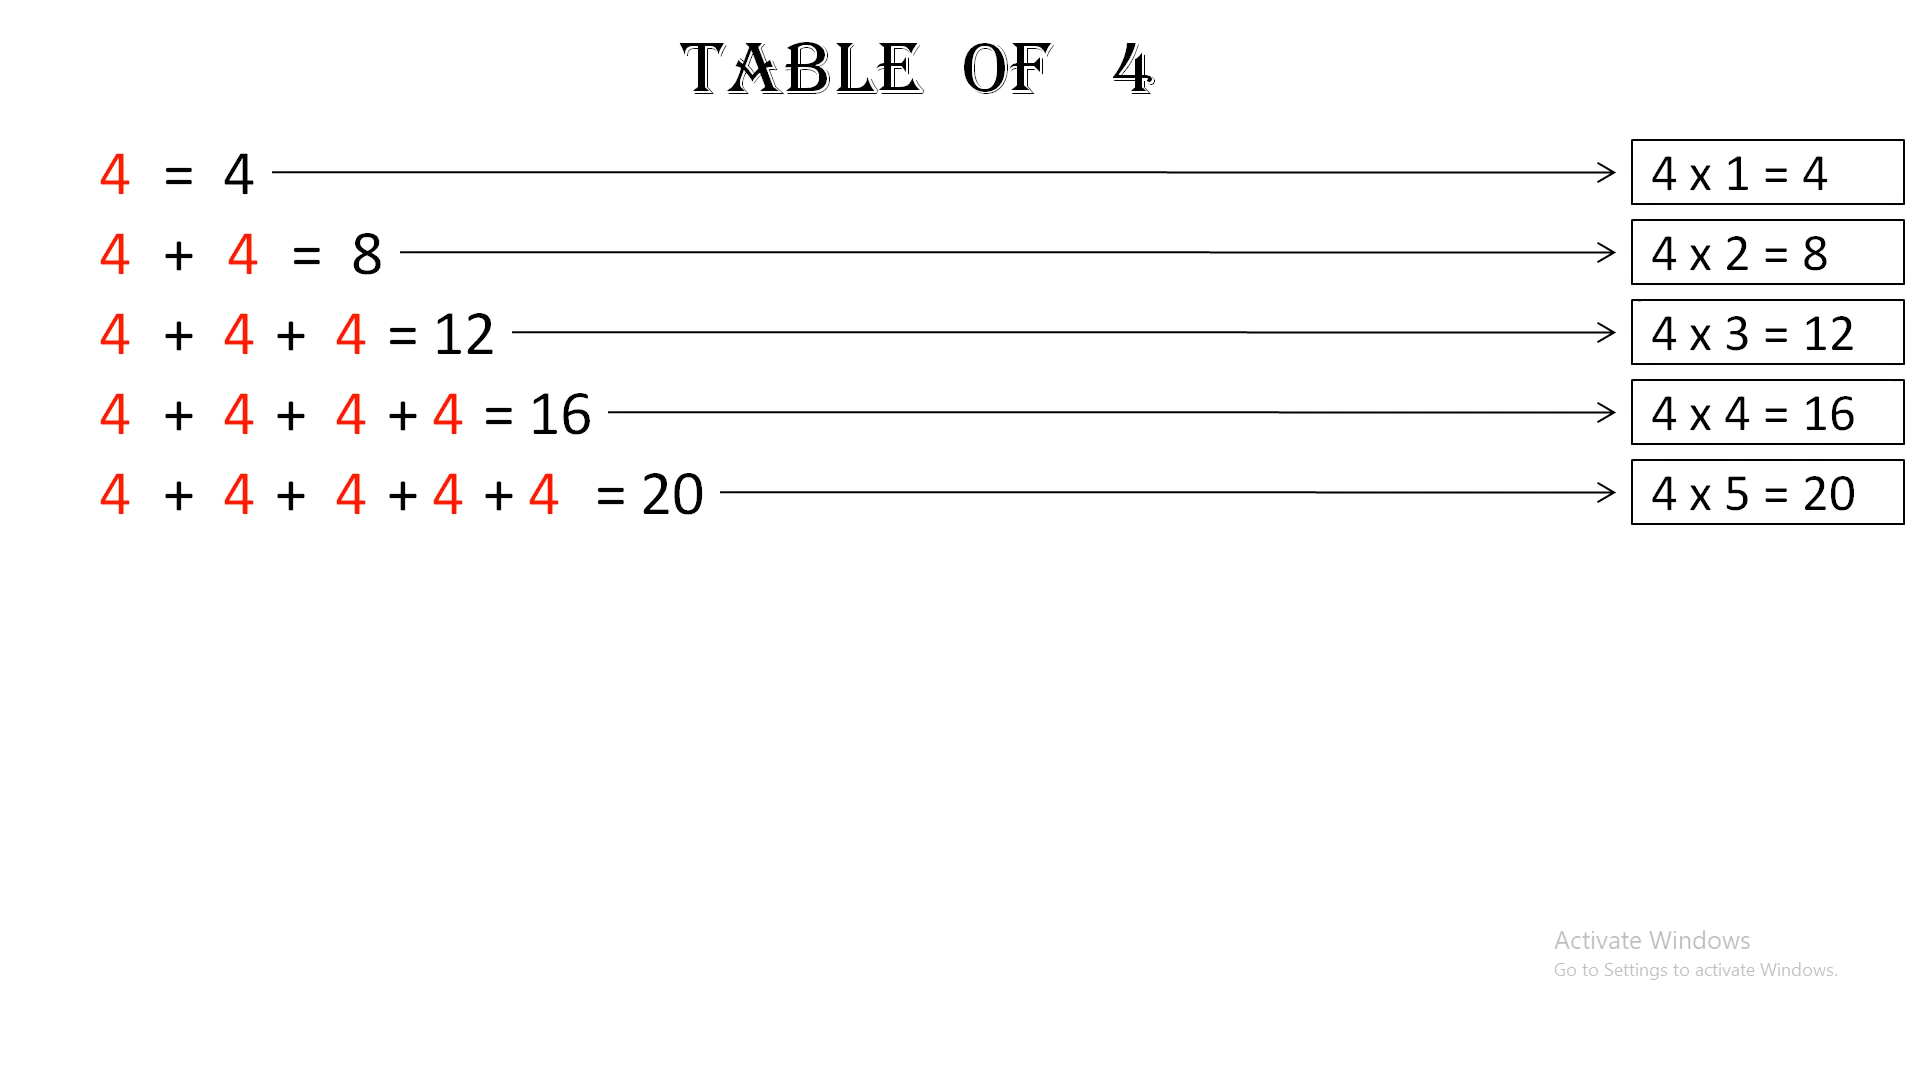 TABLE OF 4
4 = 4 4 x 1 = 4
4 + 4 = 8 4 x 2 = 8
4 + 4 + 4 = 12 4 x 3 = 12
4 + 4 + 4 + 4 = 16 4 x 4 = 16
4 + 4 + 4 + 4 + 4 = 20 4 x 5 = 20
Activate Windows
Go to Settings to activate Windows.